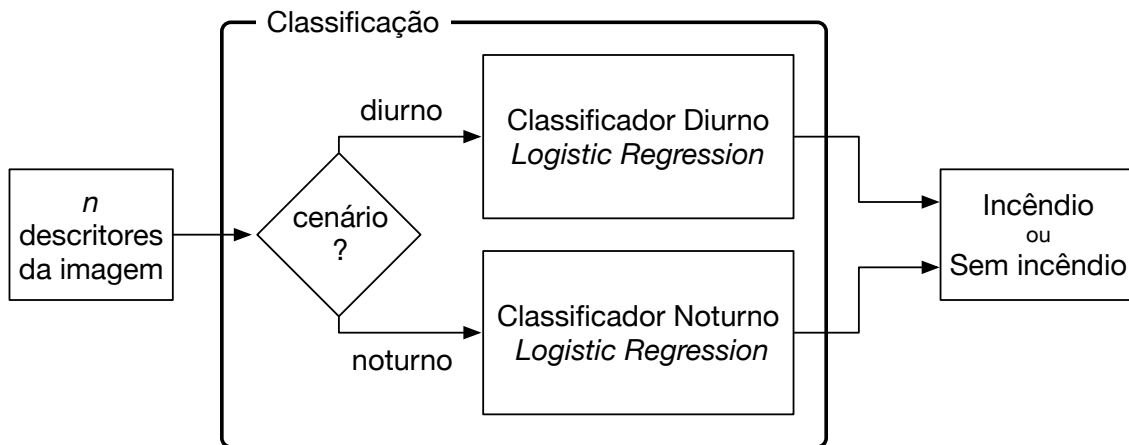 Classificação
n
descritores
da imagem
cenário
?
diurno
Classificador Diurno
Logistic Regression
noturno
Classificador Noturno
Logistic Regression
Incêndio
ou
Sem incêndio